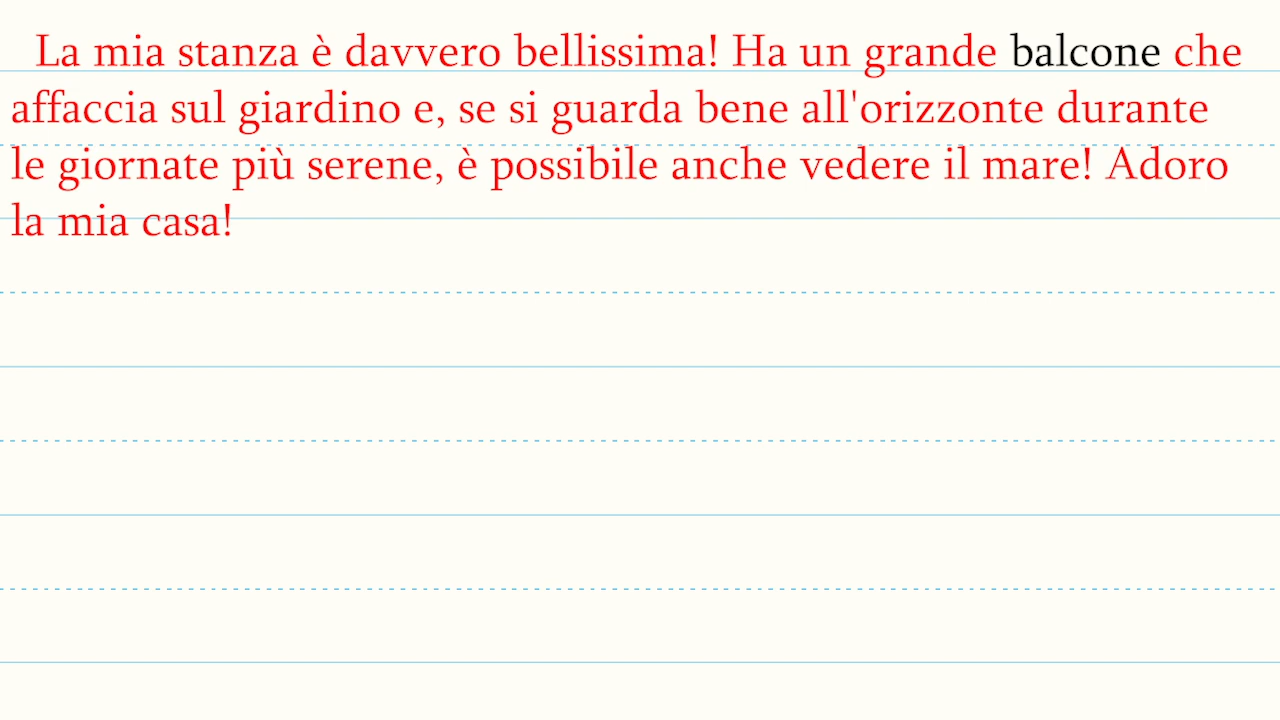 La mia stanza è davvero bellissima! Ha un grande balcone che
affaccia sul giardino e, se si guarda bene all'orizzonte durante
le giornate più serene, è possibile anche vedere il mare! Adoro
la mia casa!